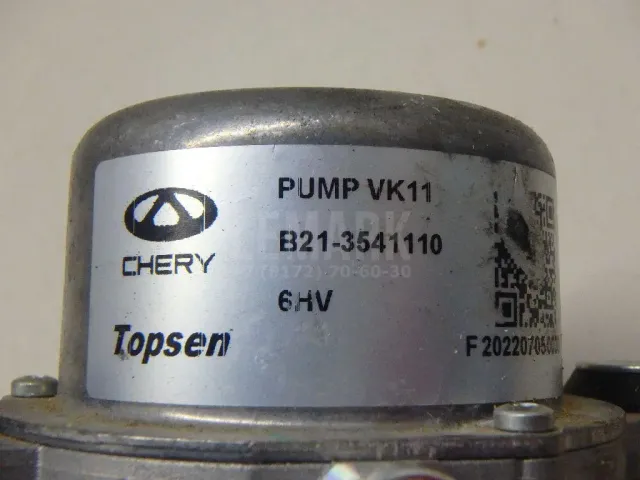 PUMP VK11
B21-3541110
CHERY
6HV
Topsen